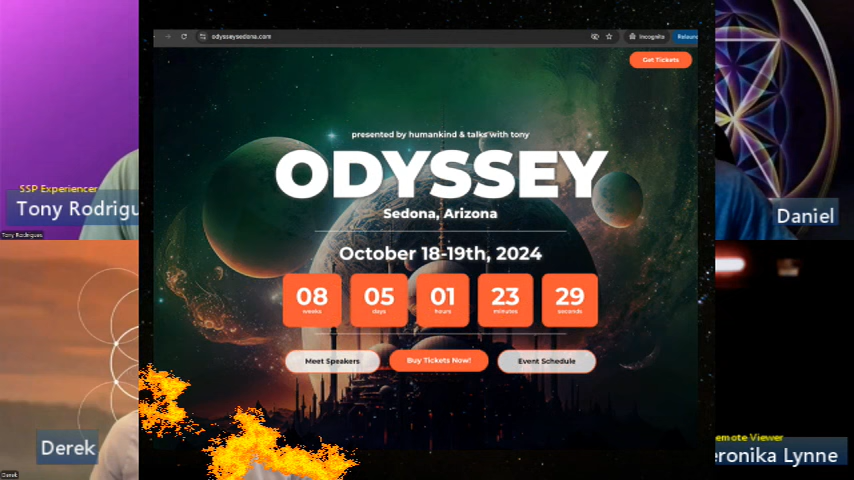 odysseysedona.com
Incognito
Relaunc
Get Tickets
presented by humankind & talks with tony
ODYSSEY
Sedona, Arizona
October 18-19th, 2024
08 05 01 23 29
weeks days hours minutes seconds
Meet Speakers Buy Tickets Now! Event Schedule
SSP Experiencer
Tony Rodrigu
Tony Rodrigues
Daniel
Derek
Derek
emote Viewer
eronika Lynne